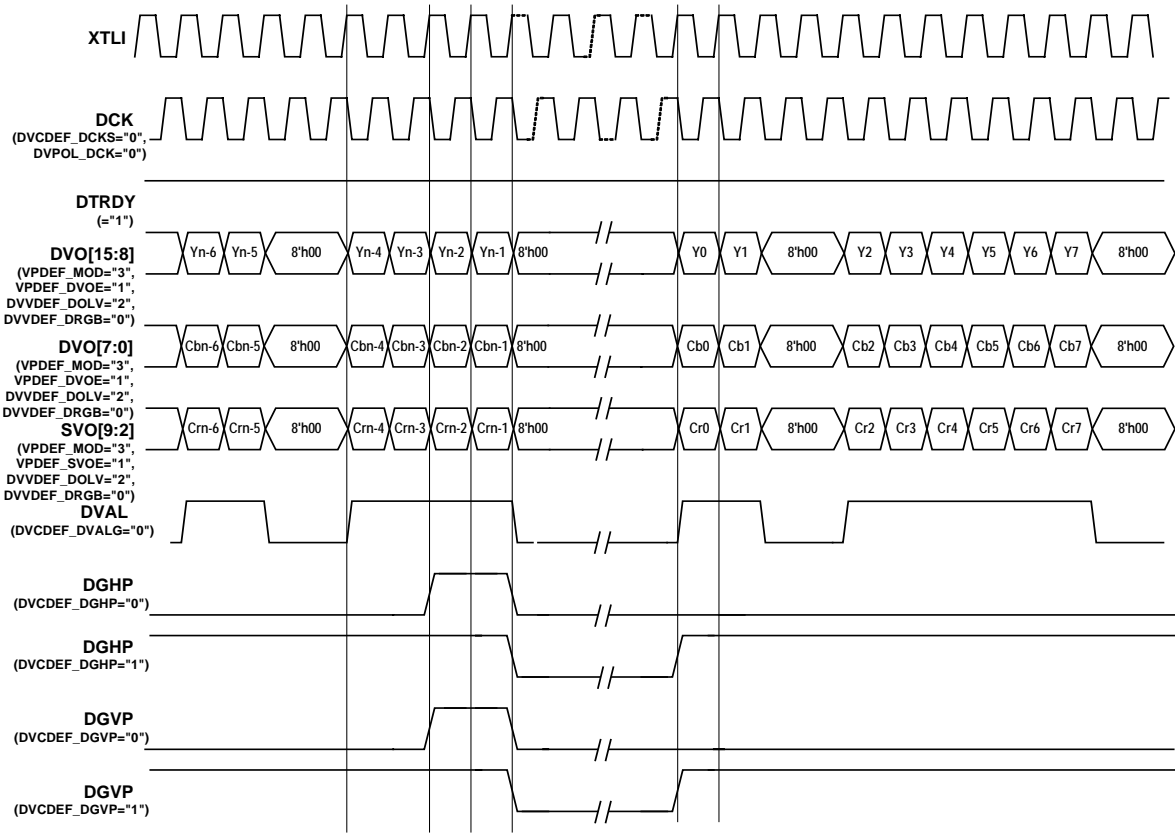 XTLI
DCK
(DVCDEF_DCKS="0",
DVPOL_DCK="0")
DTRDY
(="1")
DVO[15:8]
(VPDEF_MOD="3",
VPDEF_DVOE="1",
DVVDEF_DOLV="2",
DVVDEF_DRGB="0")
Yn-6 Yn-5 8'h00 Yn-4 Yn-3 Yn-2 Yn-1 8'h00 // Y0 Y1 8'h00 Y2 Y3 Y4 Y5 Y6 Y7 8'h00
DVO[7:0]
(VPDEF_MOD="3",
VPDEF_DVOE="1",
DVVDEF_DOLV="2",
DVVDEF_DRGB="0")
Cbn-6 Cbn-5 8'h00 Cbn-4 Cbn-3 Cbn-2 Cbn-1 8'h00 // Cb0 Cb1 8'h00 Cb2 Cb3 Cb4 Cb5 Cb6 Cb7 8'h00
SVO[9:2]
(VPDEF_MOD="3",
VPDEF_SVOE="1",
DVVDEF_DOLV="2",
DVVDEF_DRGB="0")
Crn-6 Crn-5 8'h00 Crn-4 Crn-3 Crn-2 Crn-1 8'h00 // Cr0 Cr1 8'h00 Cr2 Cr3 Cr4 Cr5 Cr6 Cr7 8'h00
DVAL
(DVCDEF_DVALG="0")
DGHP
(DVCDEF_DGHP="0")
DGHP
(DVCDEF_DGHP="1")
DGVP
(DVCDEF_DGVP="0")
DGVP
(DVCDEF_DGVP="1")